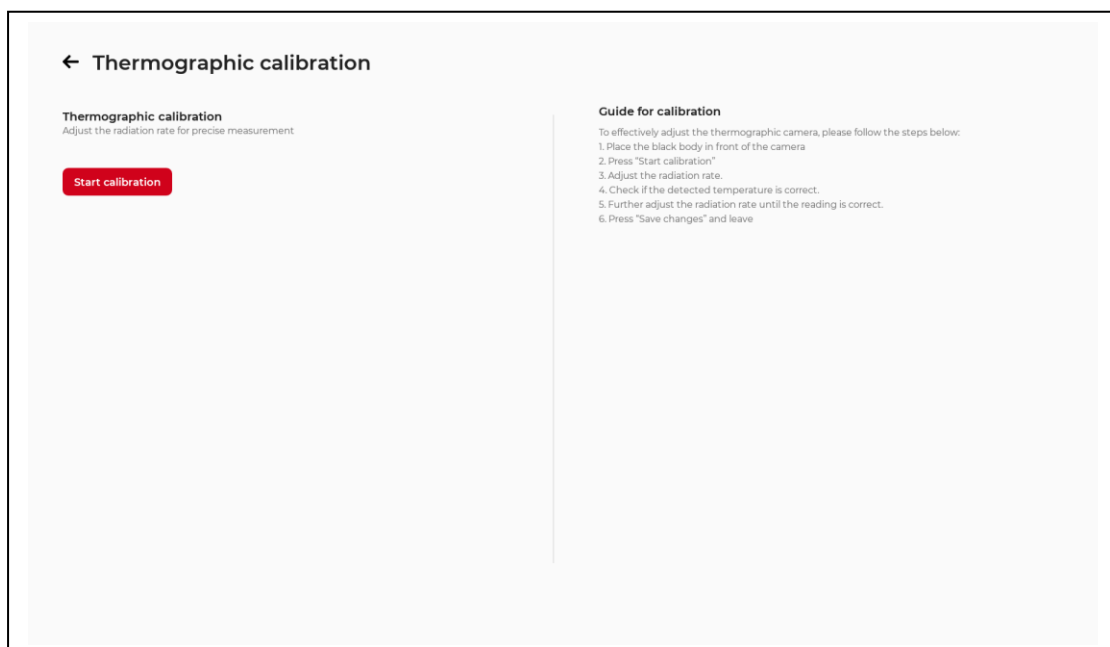 Thermographic calibration
Thermographic calibration
Adjust the radiation rate for precise measurement
Start calibration
Guide for calibration
To effectively adjust the thermographic camera, please follow the steps below:
1. Place the black body in front of the camera
2. Press "Start calibration"
3. Adjust the radiation rate.
4. Check if the detected temperature is correct.
5. Further adjust the radiation rate until the reading is correct.
6. Press "Save changes" and leave